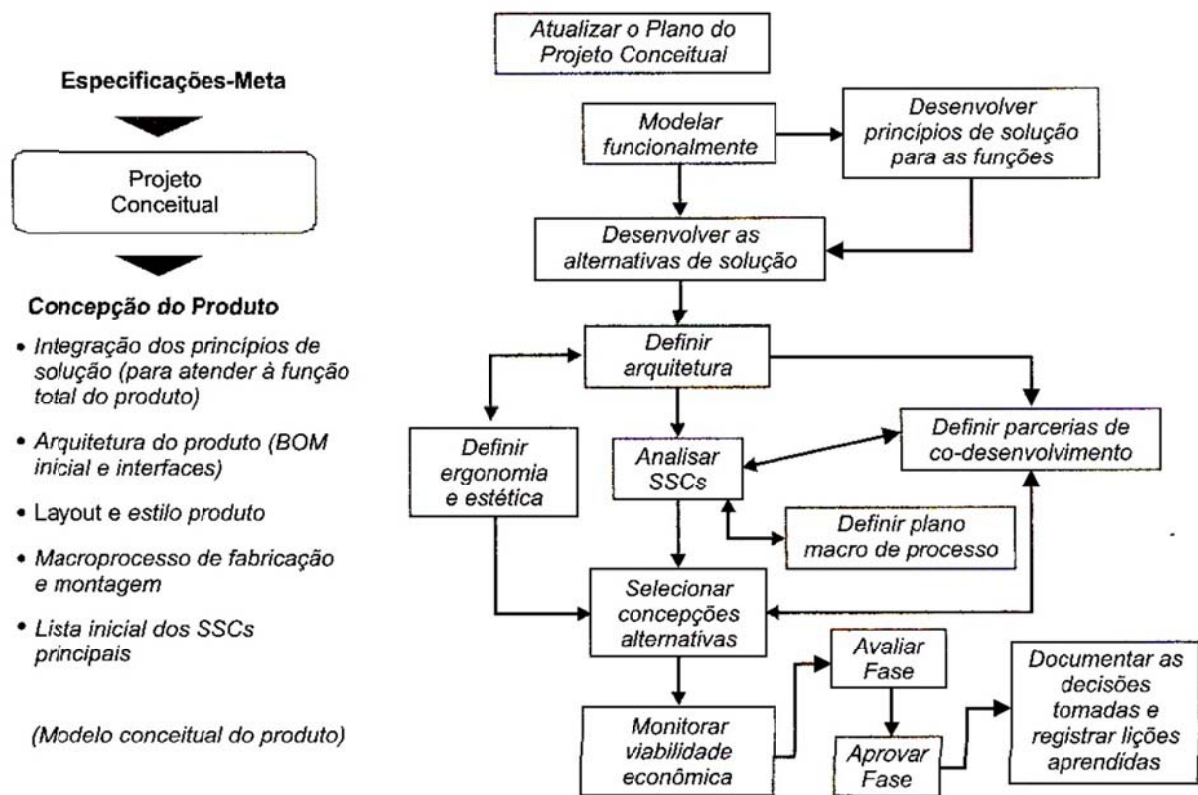 Especificações-Meta
Projeto
Conceitual
Concepção do Produto
• Integração dos princípios de
solução (para atender à função
total do produto)
• Arquitetura do produto (BOM
inicial e interfaces)
• Layout e estilo produto
• Macroprocesso de fabricação
e montagem
• Lista inicial dos SSCs
principais
(Modelo conceitual do produto)
Atualizar o Plano do
Projeto Conceitual
Modelar
funcionalmente
Desenvolver
princípios de solução
para as funções
Desenvolver as
alternativas de solução
Definir
arquitetura
Definir
ergonomia
e estética
Analisar
SSCs
Definir parcerias de
co-desenvolvimento
Definir plano
macro de processo
Selecionar
concepções
alternativas
Monitorar
viabilidade
econômica
Avaliar
Fase
Aprovar
Fase
Documentar as
decisões
tomadas e
registrar lições
aprendidas